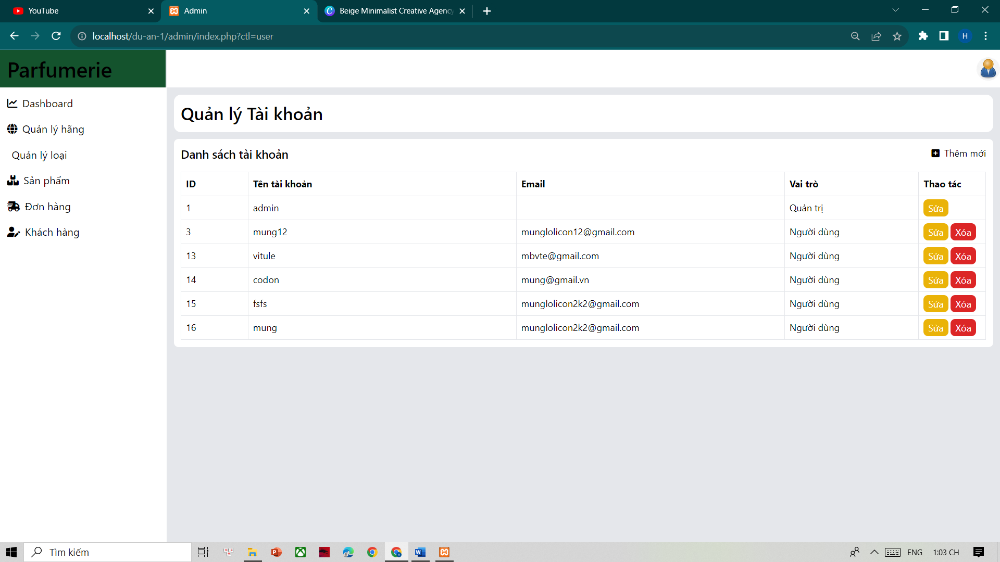 YouTube
Admin
Beige Minimalist Creative Agency
localhost/du-an-1/admin/index.php?ctl=user
H
Parfumerie
Dashboard
Quản lý hãng
Quản lý loại
Sản phẩm
Đơn hàng
Khách hàng
Quản lý Tài khoản
Danh sách tài khoản
Thêm mới
ID Tên tài khoản Email Vai trò Thao tác
1 admin Quản trị Sửa
3 mung12 munglolicon12@gmail.com Người dùng Sửa Xóa
13 vitule mbvte@gmail.com Người dùng Sửa Xóa
14 codon mung@gmail.vn Người dùng Sửa Xóa
15 fsfs munglolicon2k2@gmail.com Người dùng Sửa Xóa
16 mung munglolicon2k2@gmail.com Người dùng Sửa Xóa
Tìm kiếm
ENG
1:03 CH